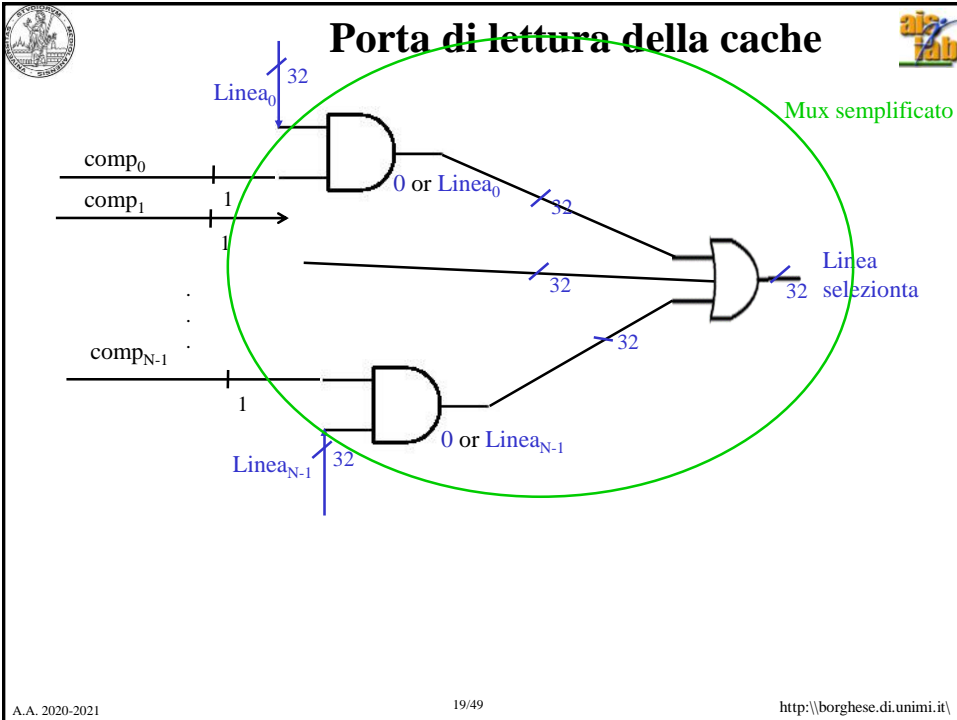 Porta di lettura della cache
32
Linea0
Mux semplificato
comp0
1
0 or Linea0
32
comp1
1
32
Linea
selezionta
32
.
.
.
32
compN-1
1
0 or LineaN-1
LineaN-1
32
A.A. 2020-2021
19/49
http:\\borghese.di.unimi.it\